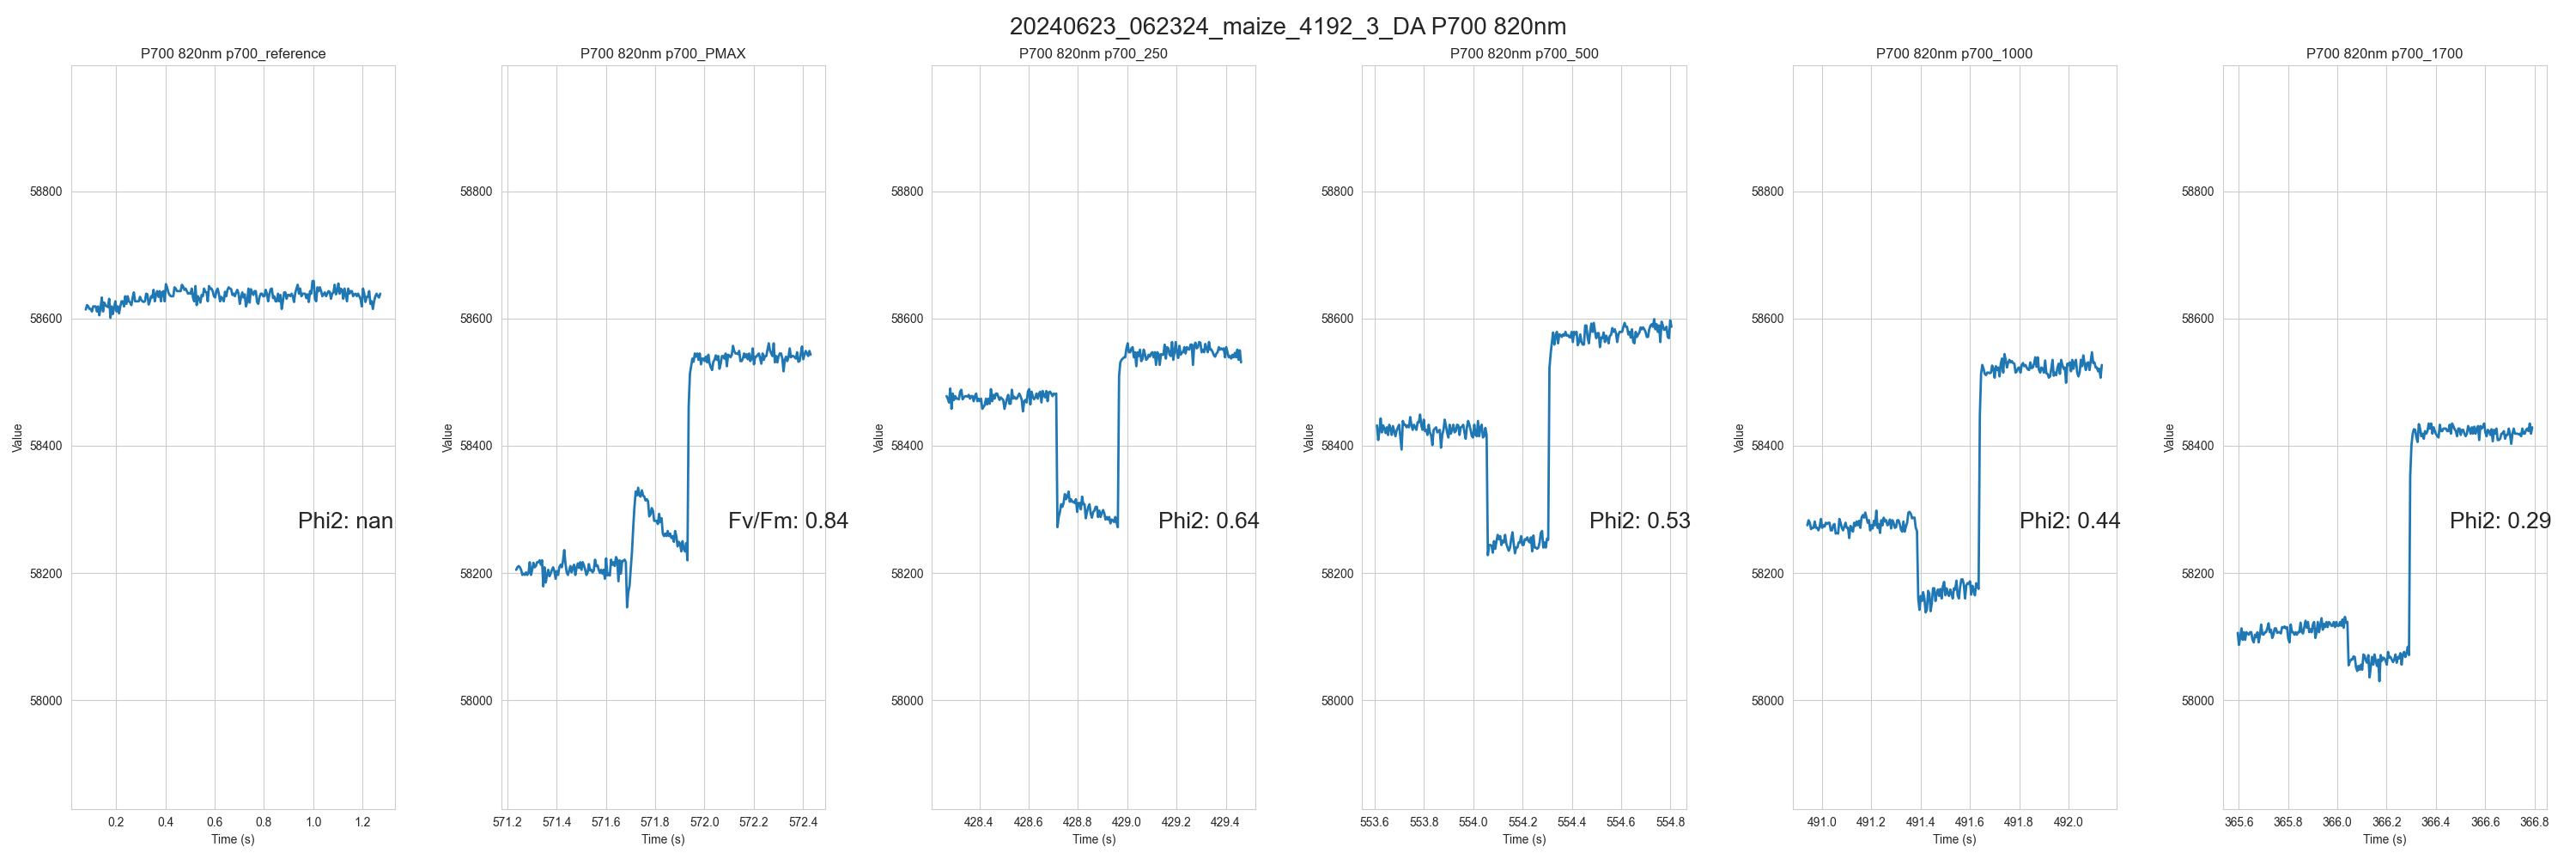 20240623_062324_maize_4192_3_DA P700 820nm
P700 820nm p700_reference
58800
58600
58400
58200
58000
Value
Phi2: nan
0.2 0.4 0.6 0.8 1.0 1.2
Time (s)
P700 820nm p700_PMAX
58800
58600
58400
58200
58000
Value
Fv/Fm: 0.84
571.2 571.4 571.6 571.8 572.0 572.2 572.4
Time (s)
P700 820nm p700_250
58800
58600
58400
58200
58000
Value
Phi2: 0.64
428.4 428.6 428.8 429.0 429.2 429.4
Time (s)
P700 820nm p700_500
58800
58600
58400
58200
58000
Value
Phi2: 0.53
553.6 553.8 554.0 554.2 554.4 554.6 554.8
Time (s)
P700 820nm p700_1000
58800
58600
58400
58200
58000
Value
Phi2: 0.44
491.0 491.2 491.4 491.6 491.8 492.0
Time (s)
P700 820nm p700_1700
58800
58600
58400
58200
58000
Value
Phi2: 0.29
365.6 365.8 366.0 366.2 366.4 366.6 366.8
Time (s)